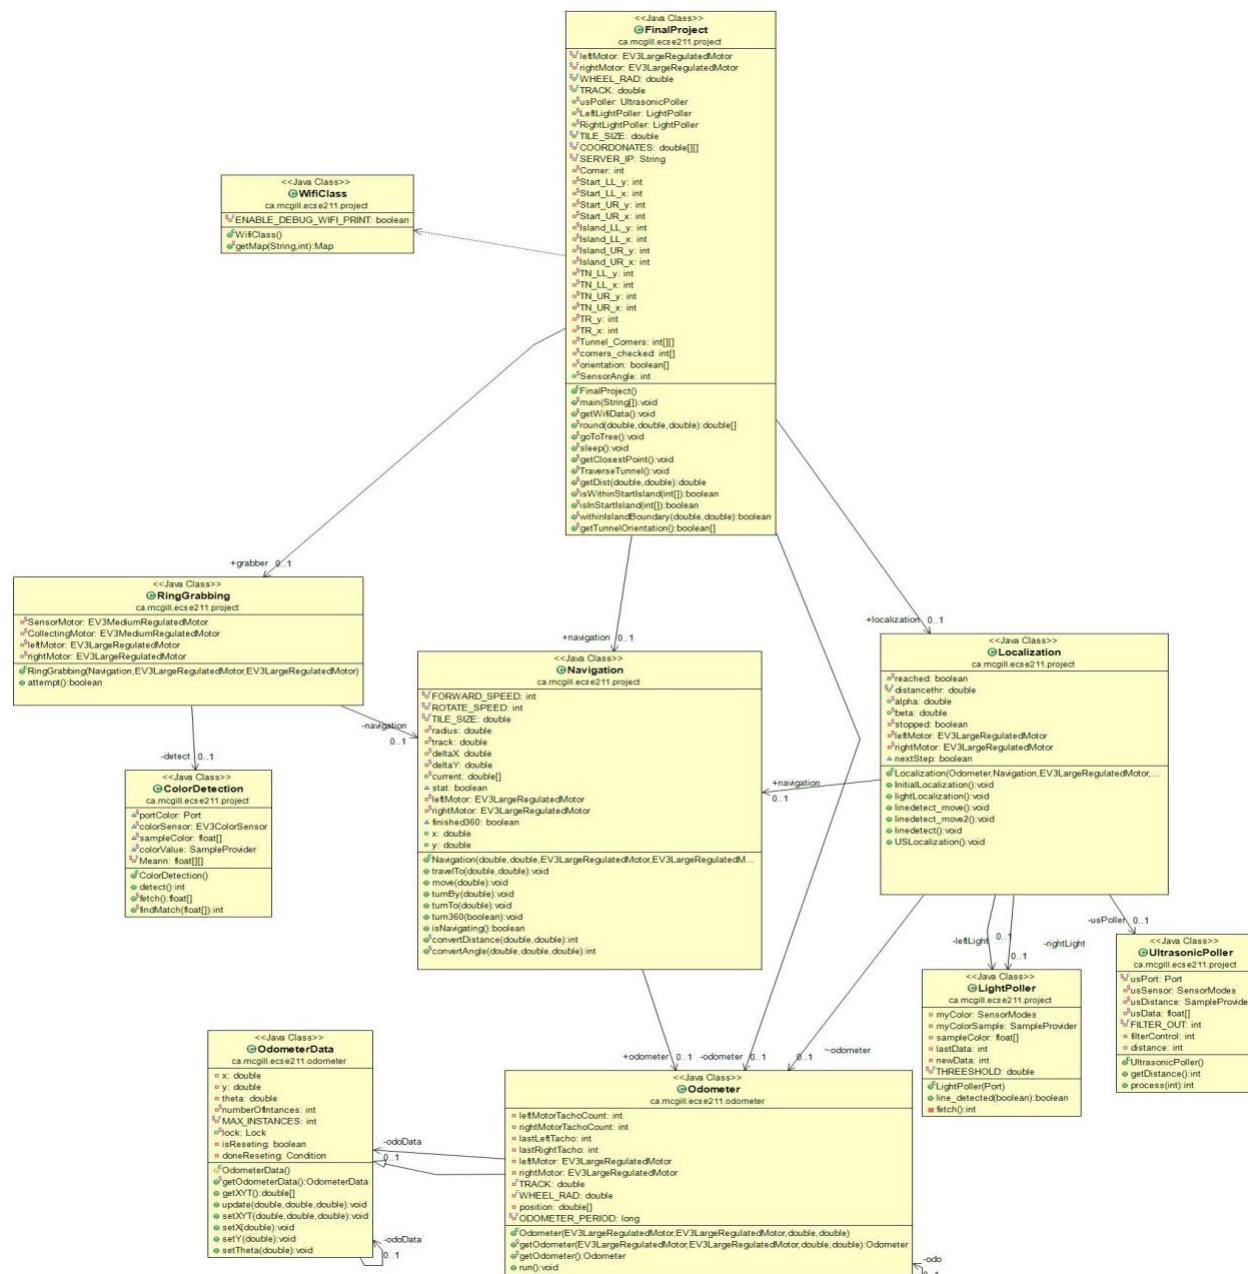 <<Java Class>>
FinalProject
ca.mcgill.ecse211.project
leftMotor: EV3LargeRegulatedMotor
rightMotor: EV3LargeRegulatedMotor
WHEEL_RAD: double
TRACK: double
usPoller: UltrasonicPoller
LeftLightPoller: LightPoller
RightLightPoller: LightPoller
TILE_SIZE: double
COORDONATES: double[][]
SERVER_IP: String
Corner: int
Start_LL_y: int
Start_LL_x: int
Start_UR_y: int
Start_UR_x: int
Island_LL_y: int
Island_LL_x: int
Island_UR_y: int
Island_UR_x: int
TN_LL_y: int
TN_LL_x: int
TN_UR_y: int
TN_UR_x: int
TR_y: int
TR_x: int
Tunnel_Corners: int[][]
corners_checked: int[]
orientation: boolean[]
SensorAngle: int
FinalProject()
main(String[]):void
getWifiData():void
round(double,double,double):double[]
goToTree():void
sleep():void
getClosestPoint():void
TraverseTunnel():void
getDist(double,double):double
isWithinStartIsland(int[]):boolean
isInStartIsland(int[]):boolean
withinIslandBoundary(double,double):boolean
getTunnelOrientation():boolean[]
<<Java Class>>
WifiClass
ca.mcgill.ecse211.project
ENABLE_DEBUG_WIFI_PRINT: boolean
WifiClass()
getMap(String,int):Map
+grabber 0..1
+navigation 0..1
+localization 0..1
<<Java Class>>
RingGrabbing
ca.mcgill.ecse211.project
SensorMotor: EV3MediumRegulatedMotor
CollectingMotor: EV3MediumRegulatedMotor
leftMotor: EV3LargeRegulatedMotor
rightMotor: EV3LargeRegulatedMotor
RingGrabbing(Navigation,EV3LargeRegulatedMotor,EV3LargeRegulatedMotor)
attempt():boolean
-navigation
0..1
-detect 0..1
<<Java Class>>
ColorDetection
ca.mcgill.ecse211.project
portColor: Port
colorSensor: EV3ColorSensor
sampleColor: float[]
colorValue: SampleProvider
Meann: float[][]
ColorDetection()
detect():int
fetch():float[]
findMatch(float[]):int
<<Java Class>>
Navigation
ca.mcgill.ecse211.project
FORWARD_SPEED: int
ROTATE_SPEED: int
TILE_SIZE: double
radius: double
track: double
deltaX: double
deltaY: double
current: double[]
stat: boolean
leftMotor: EV3LargeRegulatedMotor
rightMotor: EV3LargeRegulatedMotor
finished360: boolean
x: double
y: double
Navigation(double,double,EV3LargeRegulatedMotor,EV3LargeRegulatedM...
travelTo(double,double):void
move(double):void
turnBy(double):void
turnTo(double):void
turn360(boolean):void
isNavigating():boolean
convertDistance(double,double):int
convertAngle(double,double,double):int
<<Java Class>>
Localization
ca.mcgill.ecse211.project
reached: boolean
distancethr: double
alpha: double
beta: double
stopped: boolean
leftMotor: EV3LargeRegulatedMotor
rightMotor: EV3LargeRegulatedMotor
nextStep: boolean
Localization(Odometer,Navigation,EV3LargeRegulatedMotor,...
InitialLocalization():void
lightLocalization():void
linedetect_move():void
linedetect_move2():void
linedetect():void
USLocalization():void
+navigation
0..1
-leftLight 0..1
0..1 -rightLight
-usPoller 0..1
<<Java Class>>
LightPoller
ca.mcgill.ecse211.project
myColor: SensorModes
myColorSample: SampleProvider
sampleColor: float[]
lastData: int
newData: int
THREESHOLD: double
LightPoller(Port)
line_detected(boolean):boolean
fetch():int
<<Java Class>>
UltrasonicPoller
ca.mcgill.ecse211.project
usPort: Port
usSensor: SensorModes
usDistance: SampleProvide
usData: float[]
FILTER_OUT: int
filterControl: int
distance: int
UltrasonicPoller()
getDistance():int
process(int):int
+odometer 0..1
-odometer 0..1
0..1 ~odometer
<<Java Class>>
OdometerData
ca.mcgill.ecse211.odometer
x: double
y: double
theta: double
numberOfIntances: int
MAX_INSTANCES: int
lock: Lock
isReseting: boolean
doneReseting: Condition
OdometerData()
getOdometerData():OdometerData
getXYT():double[]
update(double,double,double):void
setXYT(double,double,double):void
setX(double):void
setY(double):void
setTheta(double):void
-odoData
0..1
-odoData
0..1
<<Java Class>>
Odometer
ca.mcgill.ecse211.odometer
leftMotorTachoCount: int
rightMotorTachoCount: int
lastLeftTacho: int
lastRightTacho: int
leftMotor: EV3LargeRegulatedMotor
rightMotor: EV3LargeRegulatedMotor
TRACK: double
WHEEL_RAD: double
position: double[]
ODOMETER_PERIOD: long
Odometer(EV3LargeRegulatedMotor,EV3LargeRegulatedMotor,double,double)
getOdometer(EV3LargeRegulatedMotor,EV3LargeRegulatedMotor,double,double):Odometer
getOdometer():Odometer
run():void
-odo
0..1